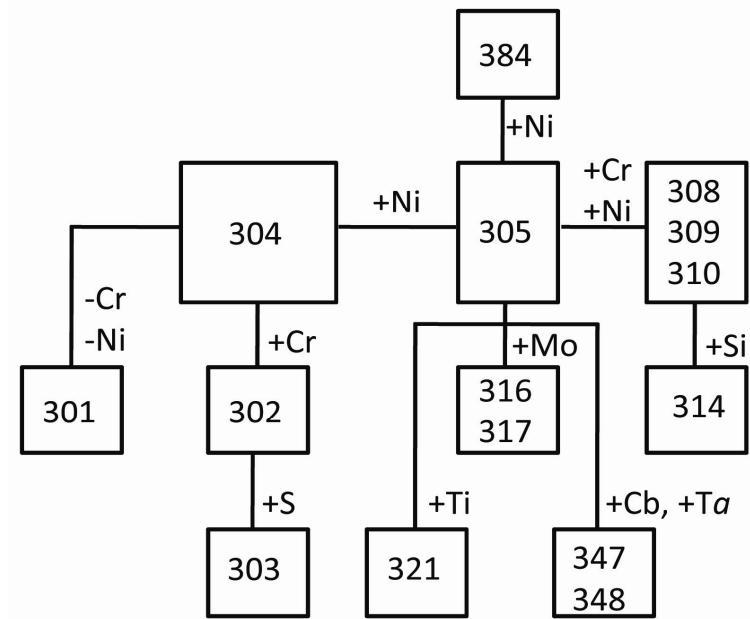 384
+Ni
304
+Ni
305
+Cr
+Ni
308
309
310
-Cr
-Ni
+Cr
+Mo
+Si
301
302
316
317
314
+S
+Ti
+Cb, +Ta
303
321
347
348